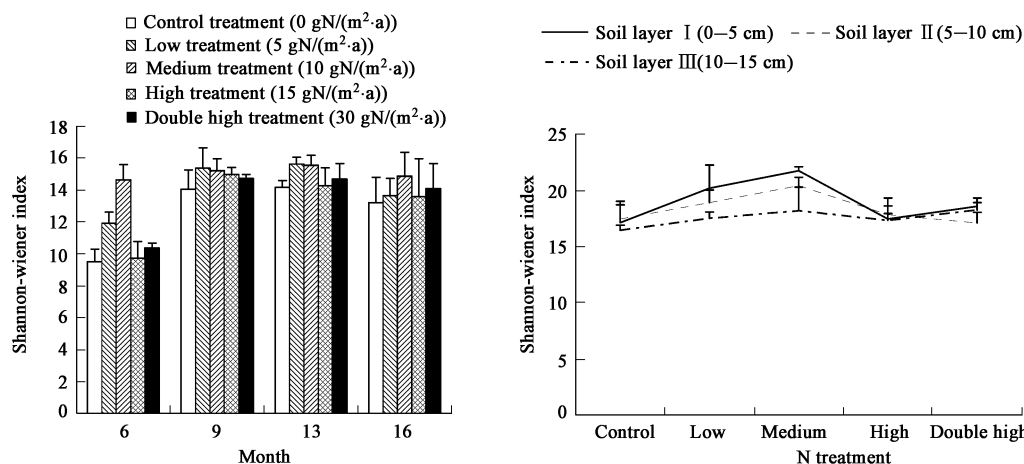 Control treatment (0 gN/(m²·a))
Low treatment (5 gN/(m²·a))
Medium treatment (10 gN/(m²·a))
High treatment (15 gN/(m²·a))
Double high treatment (30 gN/(m²·a))
18
16
14
12
10
8
6
4
2
0
Shannon-wiener index
6 9 13 16
Month
Soil layer Ⅰ (0—5 cm)
Soil layer Ⅱ (5—10 cm)
Soil layer Ⅲ(10—15 cm)
25
20
15
10
5
0
Shannon-wiener index
Control Low Medium High Double high
N treatment